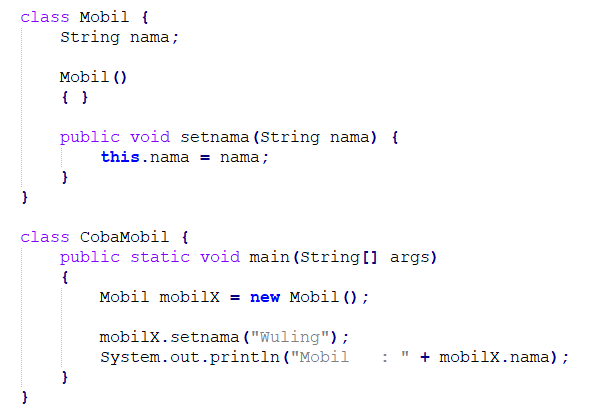 class Mobil {
    String nama;

    Mobil()
    { }

    public void setnama(String nama) {
        this.nama = nama;
    }
}

class CobaMobil {
    public static void main(String[] args)
    {
        Mobil mobilX = new Mobil();

        mobilX.setnama("Wuling");
        System.out.println("Mobil   : " + mobilX.nama);
    }
}